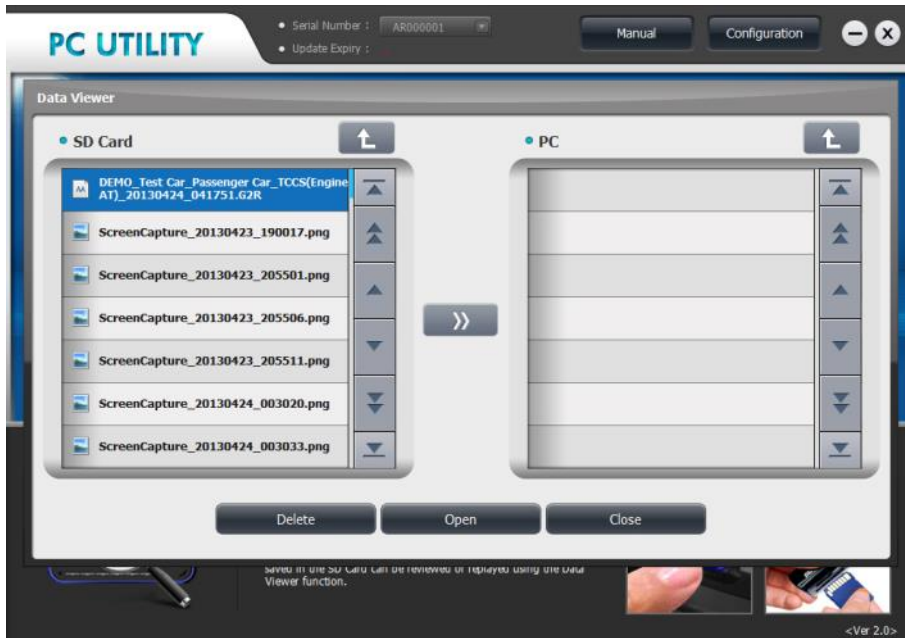 PC UTILITY
Serial Number :
AR000001
Update Expiry :
Manual
Configuration
Data Viewer
SD Card
DEMO_Test Car_Passenger Car_TCCS(Engine
AT)_20130424_041751.G2R
ScreenCapture_20130423_190017.png
ScreenCapture_20130423_205501.png
ScreenCapture_20130423_205506.png
ScreenCapture_20130423_205511.png
ScreenCapture_20130424_003020.png
ScreenCapture_20130424_003033.png
PC
Delete
Open
Close
saved in the SD Card can be reviewed or replayed using the Data
Viewer function.
<Ver 2.0>